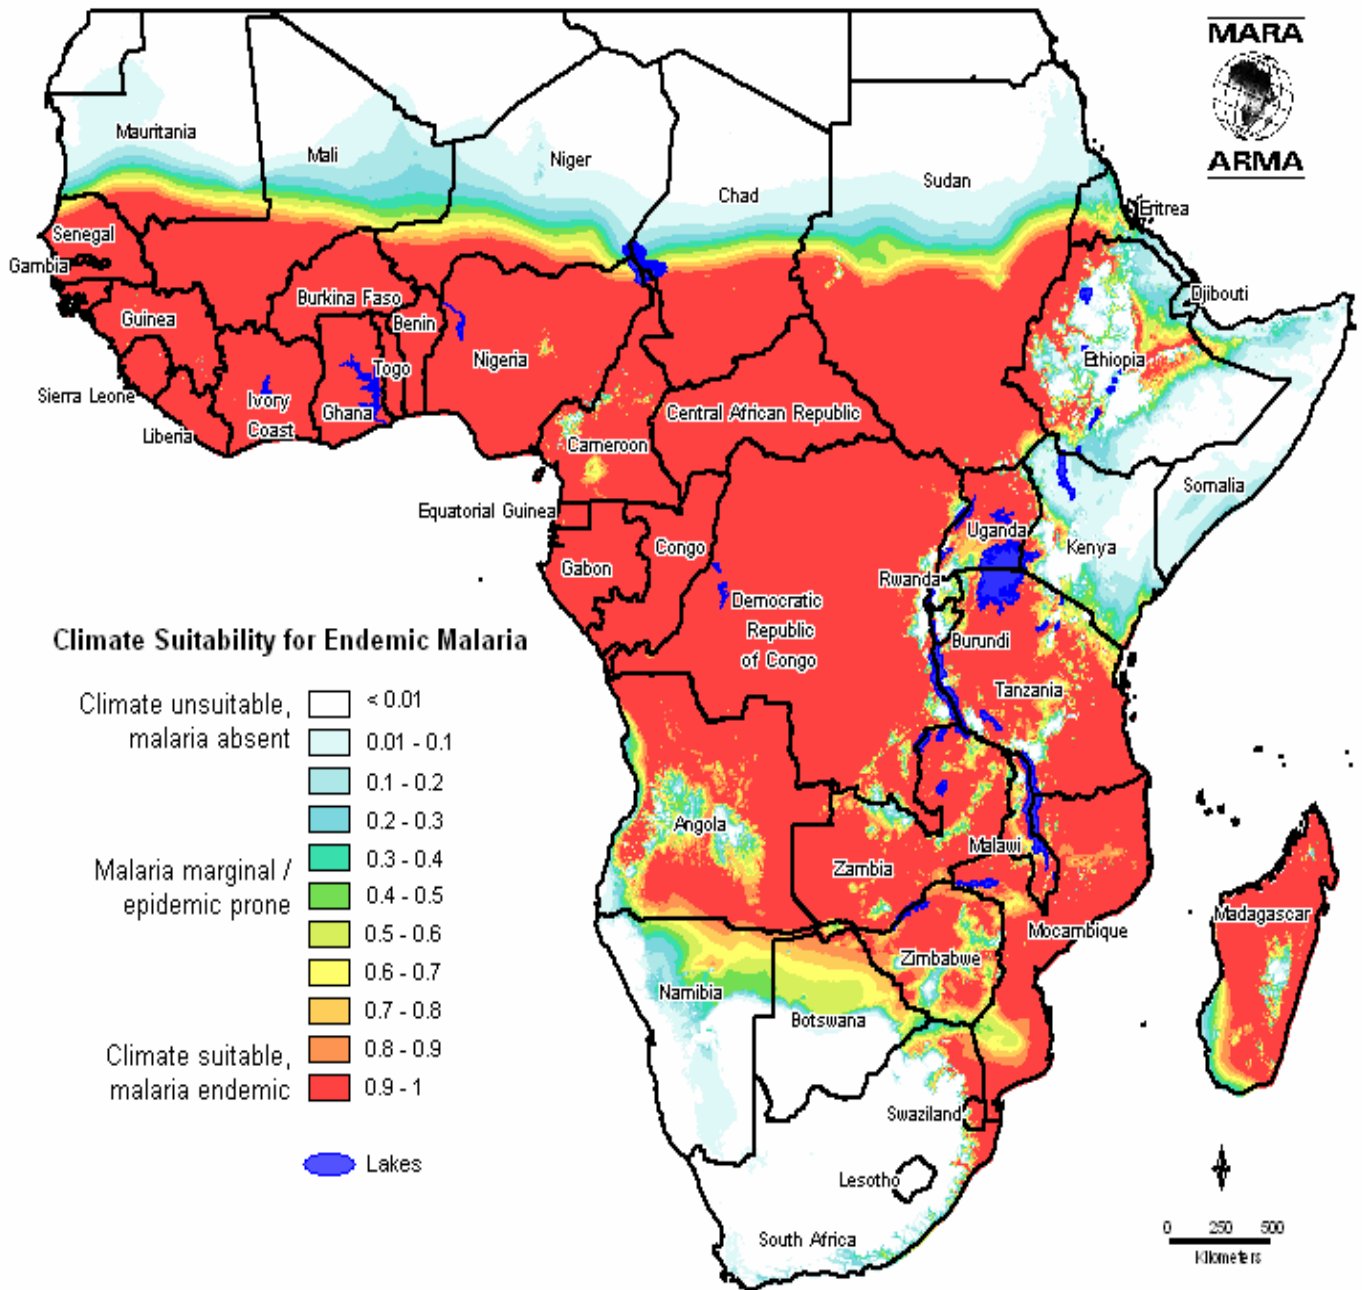 MARA
ARMA
Mauritania
Mali
Niger
Chad
Sudan
Eritrea
Senegal
Gambia
Guinea
Burkina Faso
Benin
Togo
Nigeria
Djibouti
Ethiopia
Sierra Leone
Liberia
Ivory
Coast
Ghana
Cameroon
Central African Republic
Somalia
Equatorial Guinea
Gabon
Congo
Uganda
Kenya
Rwanda
Democratic
Republic
of Congo
Burundi
Tanzania
Angola
Zambia
Malawi
Mocambique
Madagascar
Zimbabwe
Namibia
Botswana
Swaziland
Lesotho
South Africa
Climate Suitability for Endemic Malaria
Climate unsuitable,
malaria absent
Malaria marginal /
epidemic prone
Climate suitable,
malaria endemic
< 0.01
0.01 - 0.1
0.1 - 0.2
0.2 - 0.3
0.3 - 0.4
0.4 - 0.5
0.5 - 0.6
0.6 - 0.7
0.7 - 0.8
0.8 - 0.9
0.9 - 1
Lakes
0 250 500
Kilometers